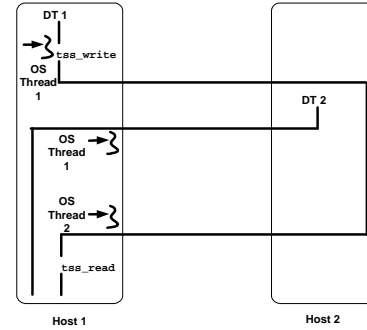 DT 1
tss_write
OS
Thread
1
DT 2
OS
Thread
1
OS
Thread
2
tss_read
Host 1
Host 2